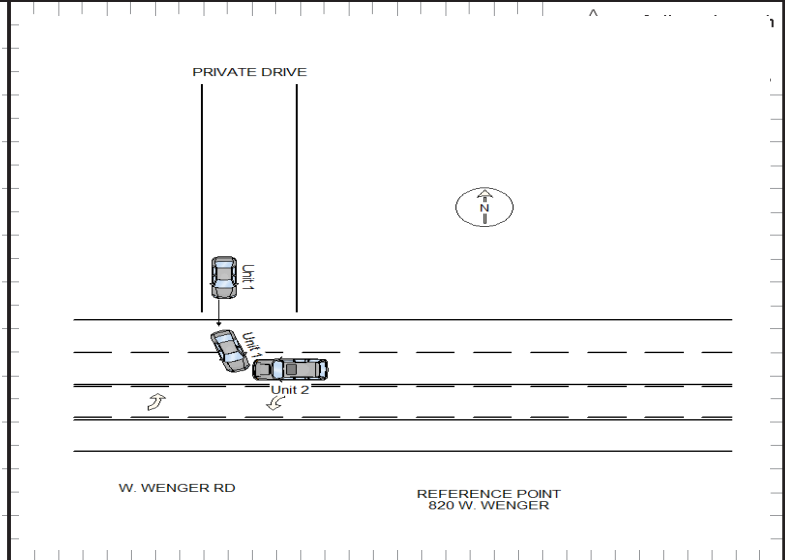 PRIVATE DRIVE
N
Unit 1
Unit 1
Unit 2
W. WENGER RD
REFERENCE POINT
820 W. WENGER